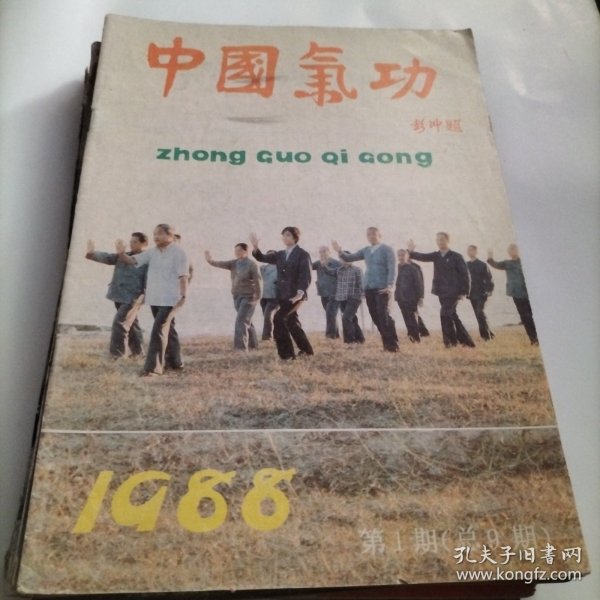 中國氣功
彭冲題
zhong Guo Qi Gong
1988
第1期(总9期)
孔夫子旧书网
www.kongfz.com